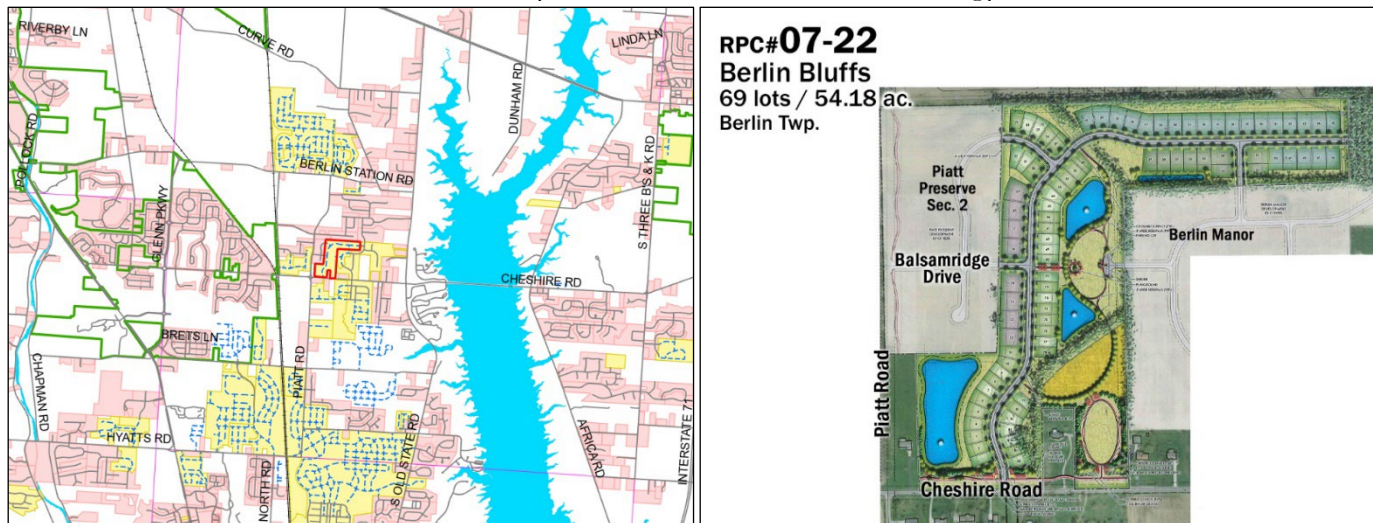 RIVERBY LN
CURVE RD
LINDA LN
DUNHAM RD
POLLOCK RD
BERLIN STATION RD
GLENN PKWY
S THREE B'S & K RD
CHESHIRE RD
BRETS LN
PIATT RD
CHAPMAN RD
HYATTS RD
NORTH RD
S OLD STATE RD
AFRICA RD
INTERSTATE 71
RPC#07-22
Berlin Bluffs
69 lots / 54.18 ac.
Berlin Twp.
Piatt
Preserve
Sec. 2
Berlin Manor
Balsamridge
Drive
Piatt Road
Cheshire Road